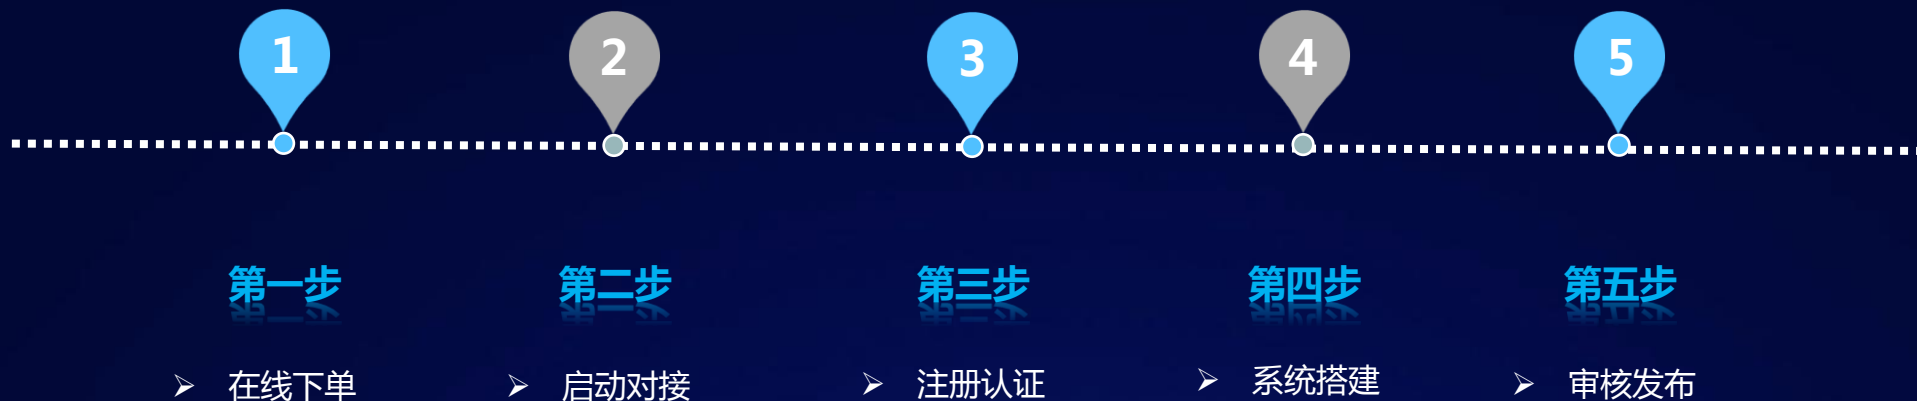 1 2 3 4 5
第一步 第二步 第三步 第四步 第五步
➢ 在线下单 ➢ 启动对接 ➢ 注册认证 ➢ 系统搭建 ➢ 审核发布